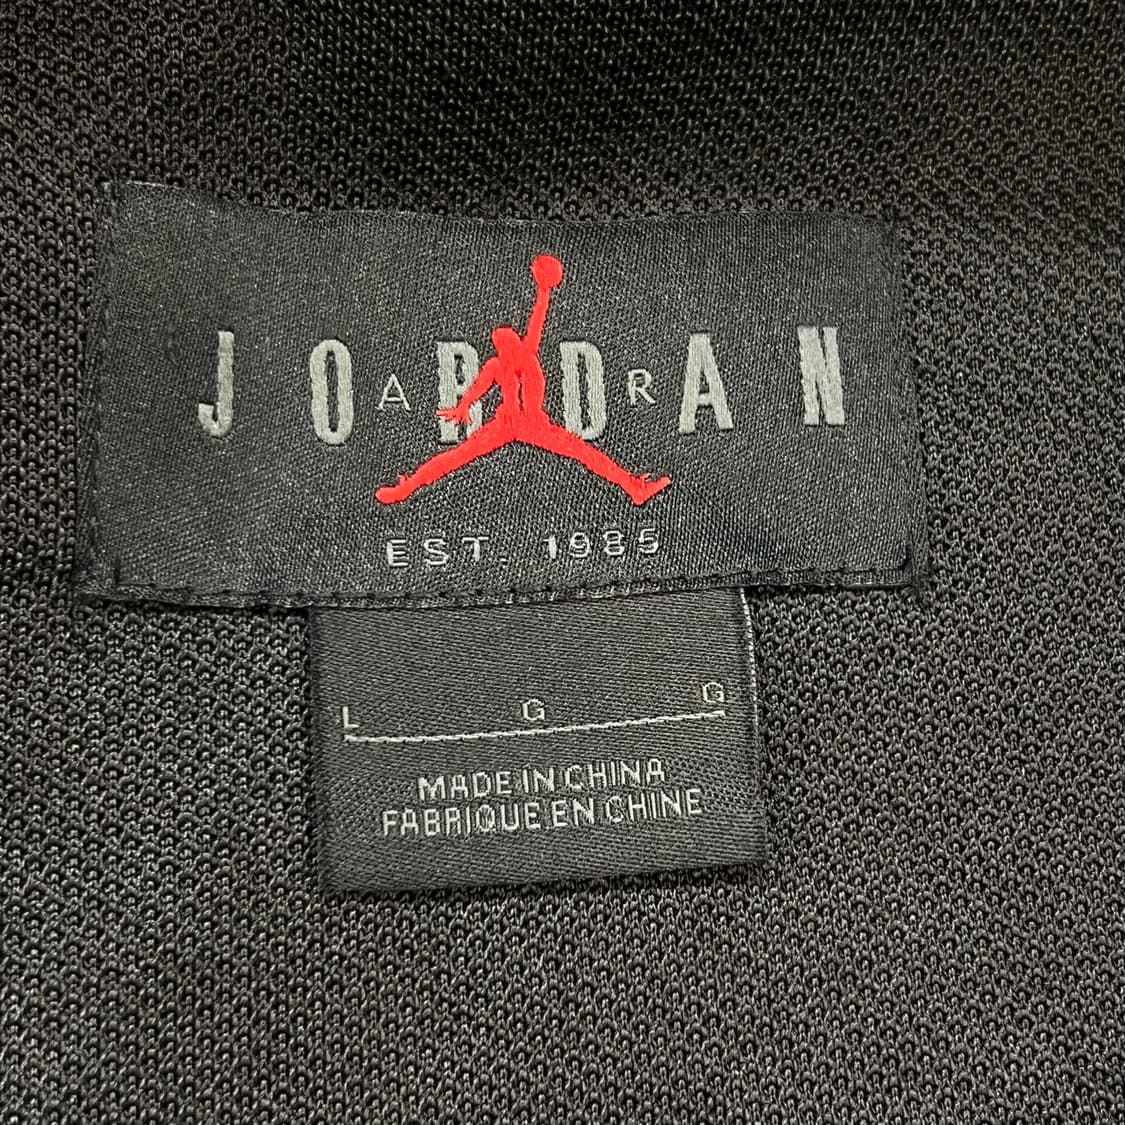 JORDAN
AIR
EST. 1985
L G G
MADE IN CHINA
FABRIQUE EN CHINE